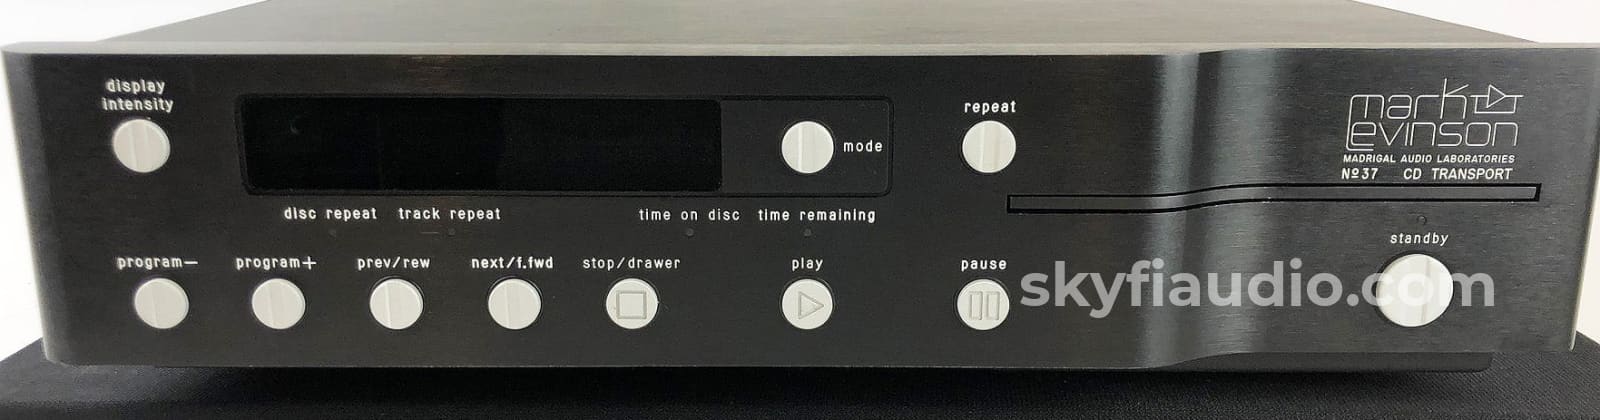 display
intensity
mode
repeat
mark
Levinson
MADRIGAL AUDIO LABORATORIES
Nº37 CD TRANSPORT
disc repeat track repeat
time on disc time remaining
standby
program− program+ prev/rew next/f.fwd stop/drawer play pause
skyfiaudio.com